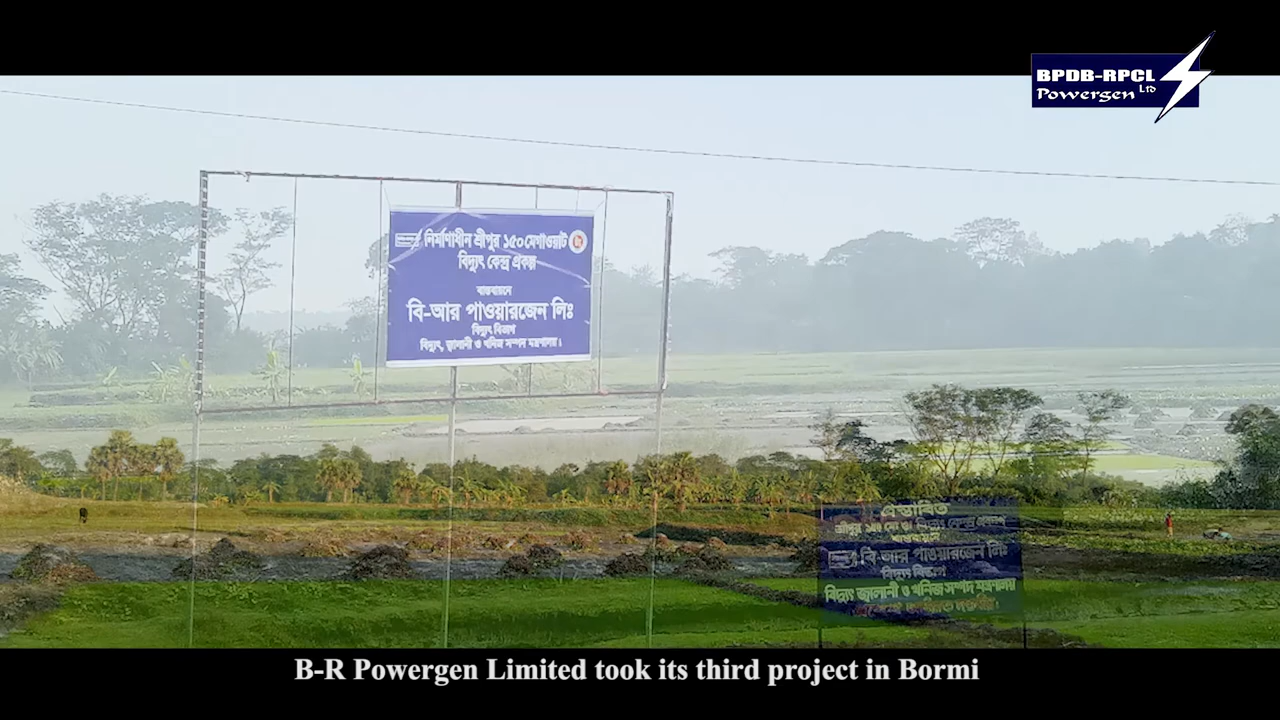 BPDB-RPCL
Powergen Ltd
নির্মাণাধীন শ্রীপুর ১৫০মেগাওয়াট
বিদ্যুৎ কেন্দ্র প্রকল্প
বাস্তবায়নে
বি-আর পাওয়ারজেন লিঃ
বিদ্যুৎ বিভাগ
বিদ্যুৎ, জ্বালানী ও খনিজ সম্পদ মন্ত্রণালয়।
প্রস্তাবিত
শ্রীপুর বিদ্যুৎ কেন্দ্র
বাস্তবায়নে
বি-আর পাওয়ারজেন লিঃ
বিদ্যুৎ বিভাগ
বিদ্যুৎ জ্বালানী ও খনিজ সম্পদ মন্ত্রণালয়
B-R Powergen Limited took its third project in Bormi